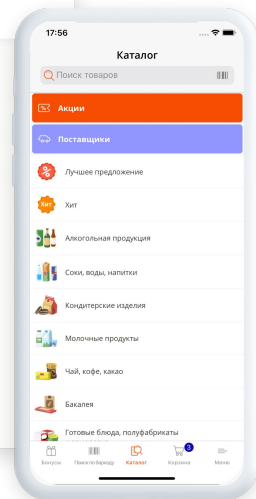 17:56
Каталог
Поиск товаров
Акции
Поставщики
Лучшее предложение
Хит
Хит
Алкогольная продукция
Соки, воды, напитки
Кондитерские изделия
Молочные продукты
Чай, кофе, какао
Бакалея
Готовые блюда, полуфабрикаты
3
Бонусы
Поиск по баркоду
Каталог
Корзина
Меню